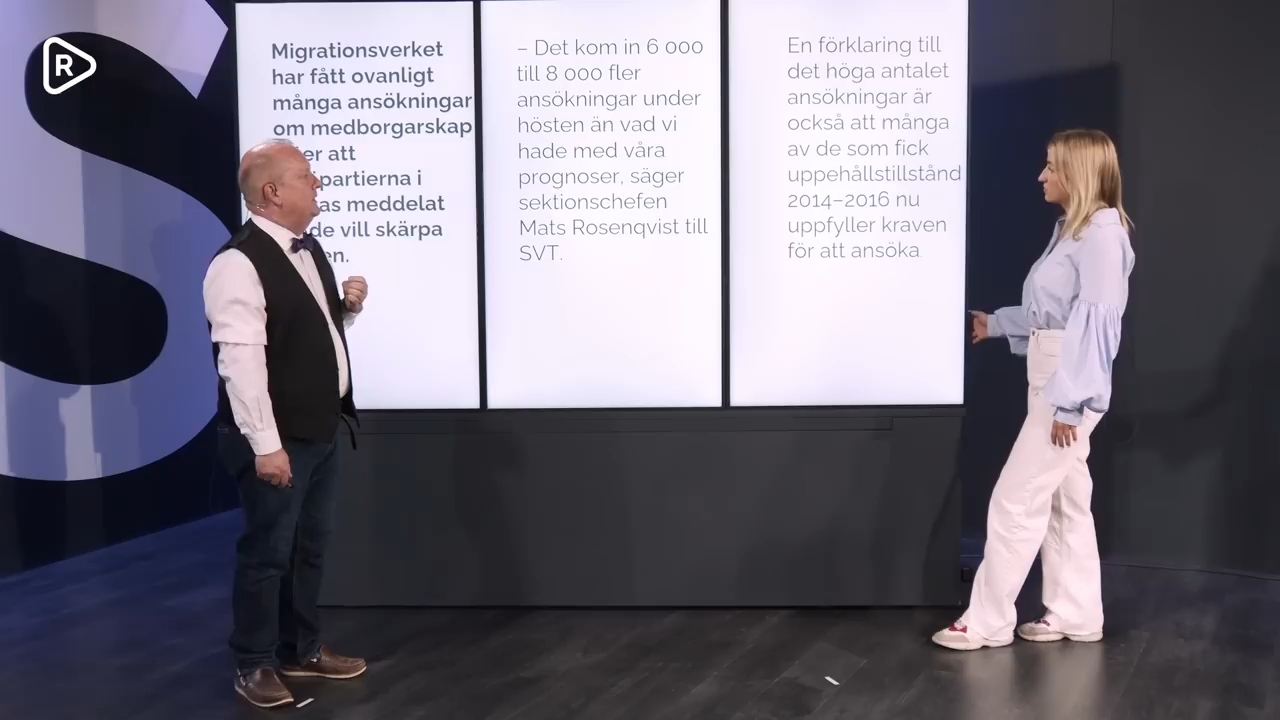 R
Migrationsverket
har fått ovanligt
många ansökningar
om medborgarskap
att
i
meddelat
vill skärpa
– Det kom in 6 000
till 8 000 fler
ansökningar under
hösten än vad vi
hade med våra
prognoser, säger
sektionschefen
Mats Rosenqvist till
SVT.
En förklaring till
det höga antalet
ansökningar är
också att många
av de som fick
uppehållstillstånd
2014–2016 nu
uppfyller kraven
för att ansöka.